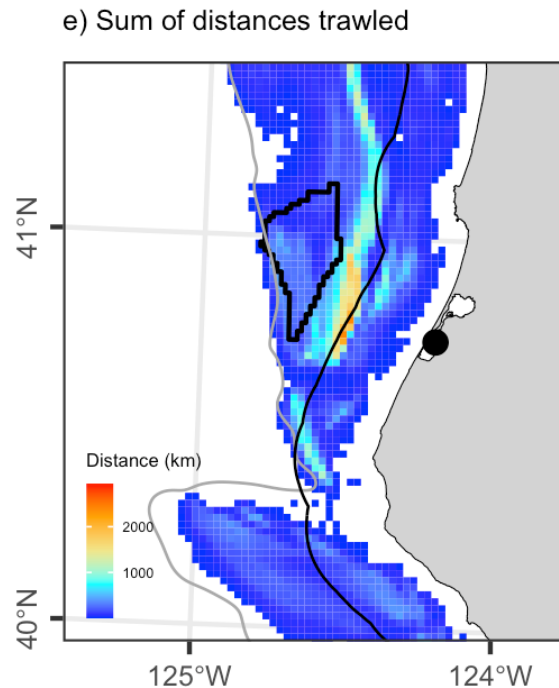 e) Sum of distances trawled
41°N
Distance (km)
2000
1000
40°N
125°W
124°W